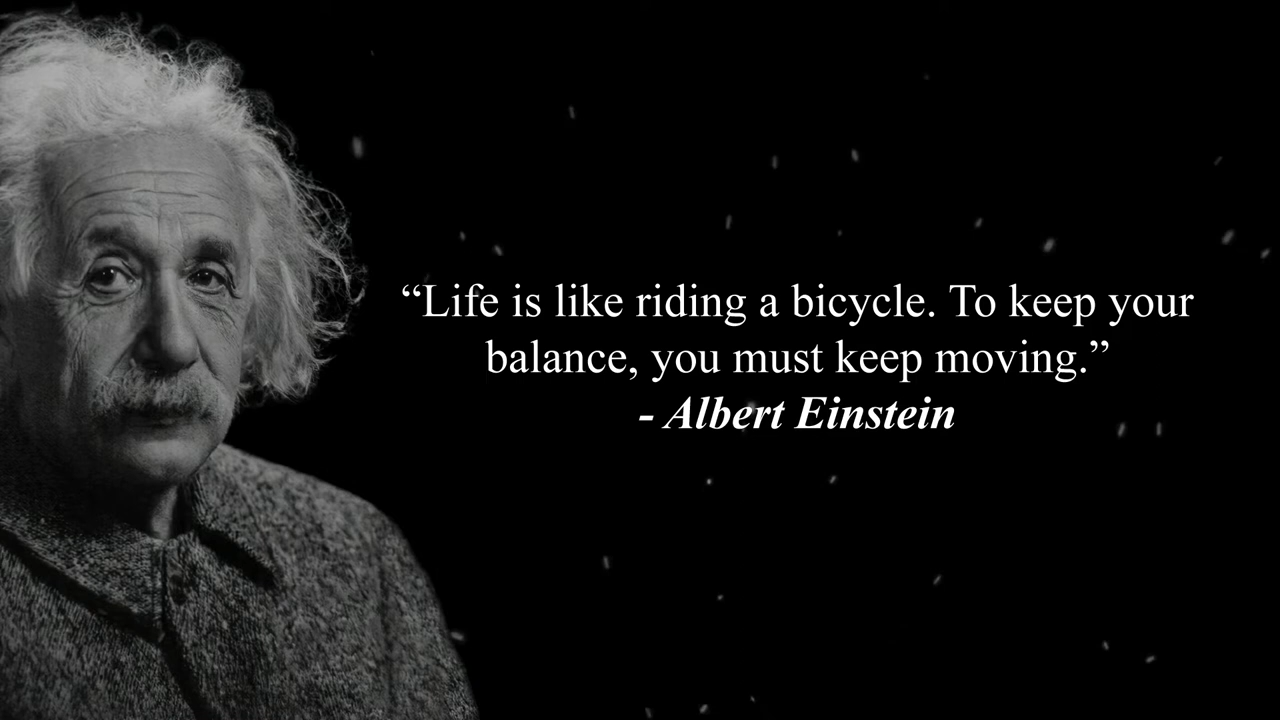 “Life is like riding a bicycle. To keep your
balance, you must keep moving.”
- Albert Einstein